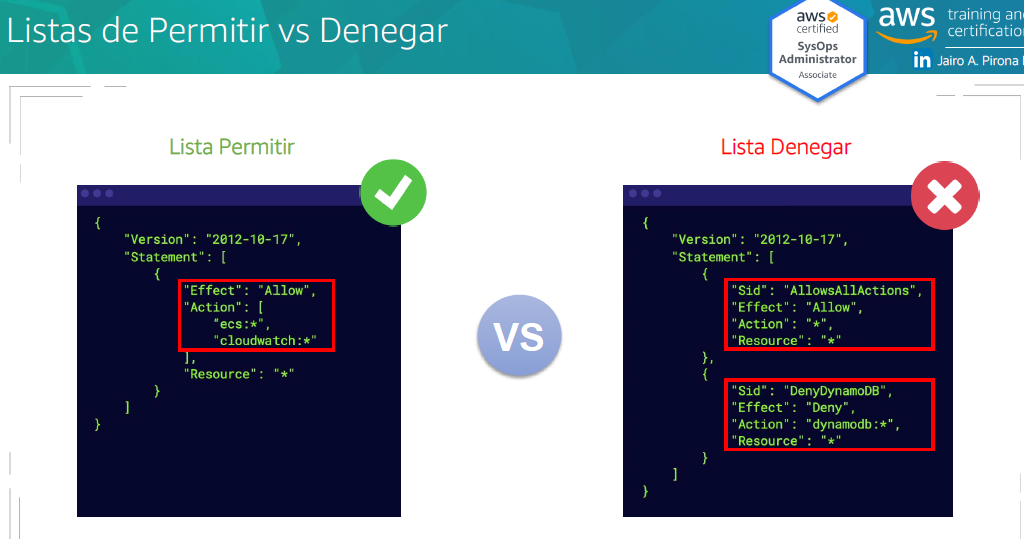 Listas de Permitir vs Denegar
aws
certified
SysOps
Administrator
Associate
aws
training and
certification
in Jairo A. Pirona
Lista Permitir
{
"Version": "2012-10-17",
"Statement": [
{
"Effect": "Allow",
"Action": [
"ecs:*",
"cloudwatch:*"
],
"Resource": "*"
}
]
}
VS
Lista Denegar
{
"Version": "2012-10-17",
"Statement": [
{
"Sid": "AllowsAllActions",
"Effect": "Allow",
"Action": "*",
"Resource": "*"
},
{
"Sid": "DenyDynamoDB",
"Effect": "Deny",
"Action": "dynamodb:*",
"Resource": "*"
}
]
}